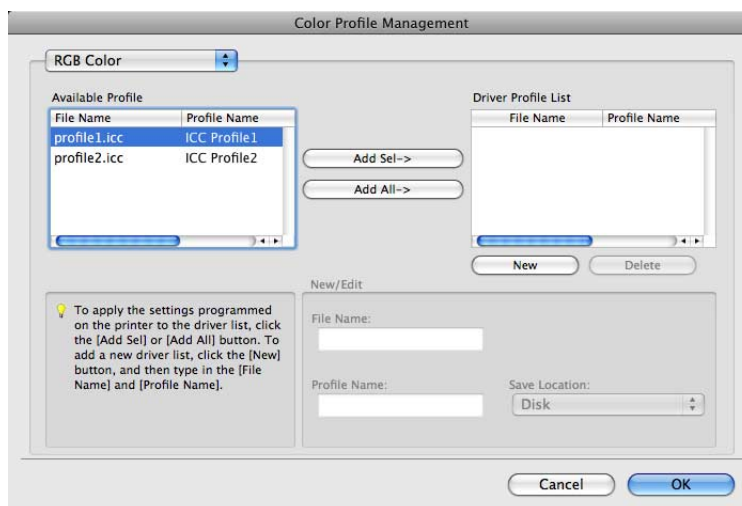 Color Profile Management
RGB Color
Available Profile
File Name Profile Name
profile1.icc ICC Profile1
profile2.icc ICC Profile2
Add Sel->
Add All->
Driver Profile List
File Name Profile Name
New Delete
To apply the settings programmed
on the printer to the driver list, click
the [Add Sel] or [Add All] button. To
add a new driver list, click the [New]
button, and then type in the [File
Name] and [Profile Name].
New/Edit
File Name:
Profile Name:
Save Location:
Disk
Cancel OK